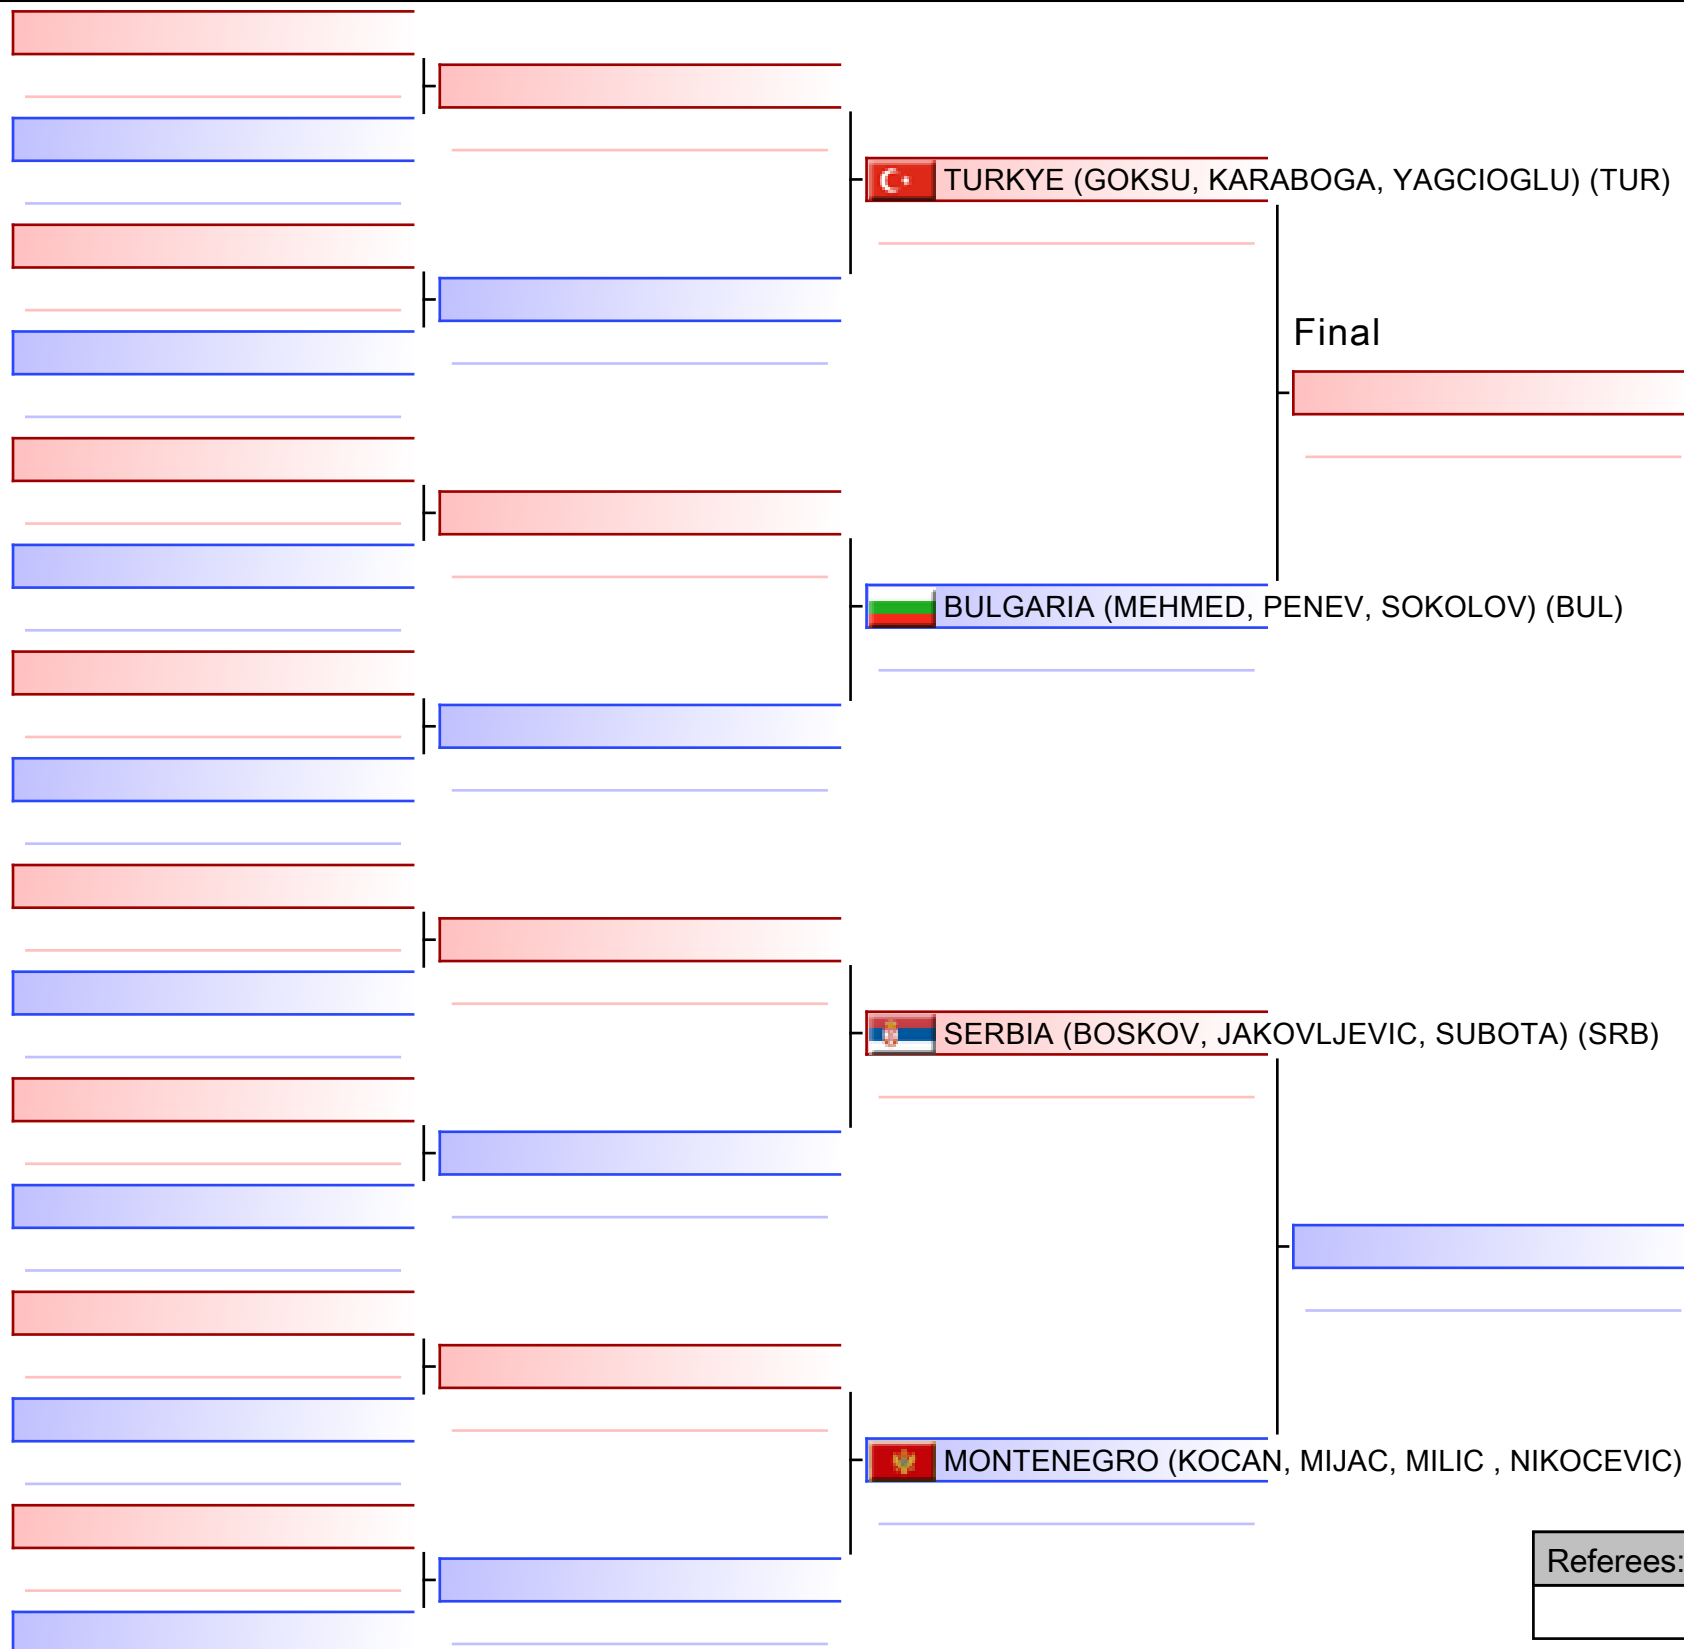 TURKYE (GOKSU, KARABOGA, YAGCIOGLU) (TUR)
Final
BULGARIA (MEHMED, PENEV, SOKOLOV) (BUL)
SERBIA (BOSKOV, JAKOVLJEVIC, SUBOTA) (SRB)
MONTENEGRO (KOCAN, MIJAC, MILIC , NIKOCEVIC)
Referees: